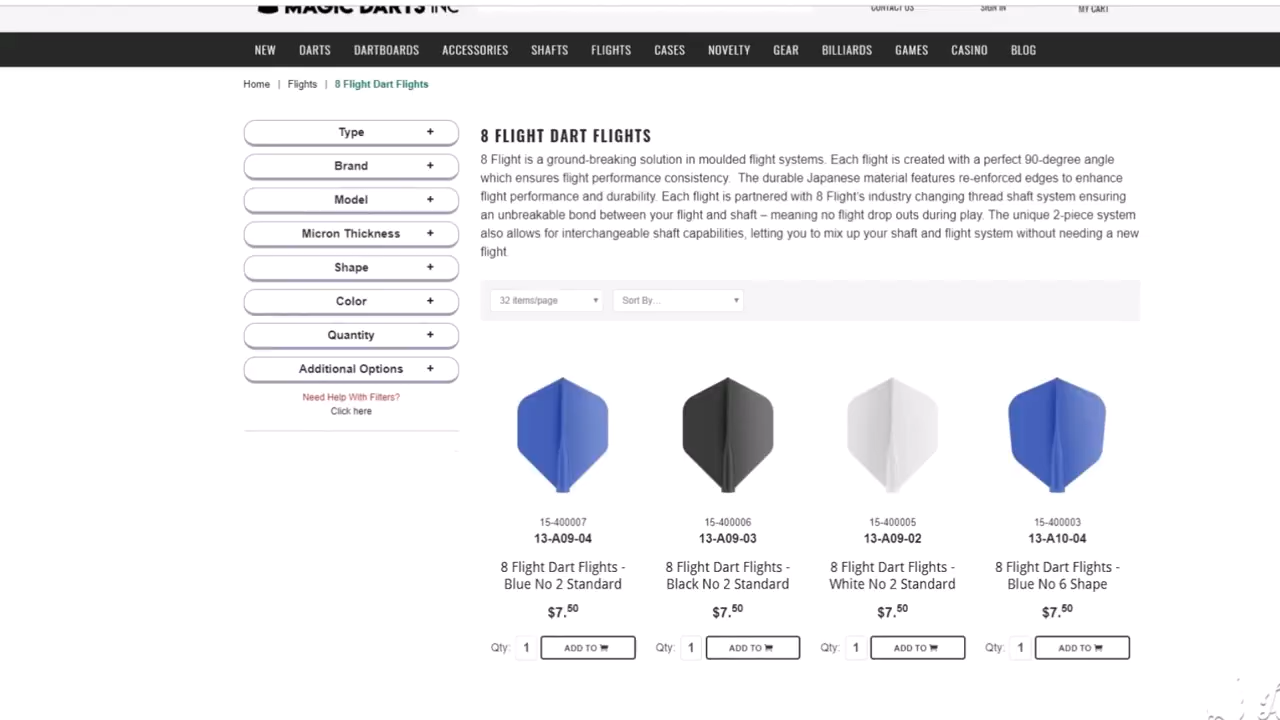 MAGIC DARTS INC
CONTACT US SIGN IN MY CART
NEW DARTS DARTBOARDS ACCESSORIES SHAFTS FLIGHTS CASES NOVELTY GEAR BILLIARDS GAMES CASINO BLOG
Home | Flights | 8 Flight Dart Flights
Type +
Brand +
Model +
Micron Thickness +
Shape +
Color +
Quantity +
Additional Options +
Need Help With Filters?
Click here
8 FLIGHT DART FLIGHTS
8 Flight is a ground-breaking solution in moulded flight systems. Each flight is created with a perfect 90-degree angle
which ensures flight performance consistency. The durable Japanese material features re-enforced edges to enhance
flight performance and durability. Each flight is partnered with 8 Flight's industry changing thread shaft system ensuring
an unbreakable bond between your flight and shaft – meaning no flight drop outs during play. The unique 2-piece system
also allows for interchangeable shaft capabilities, letting you to mix up your shaft and flight system without needing a new
flight.
32 items/page Sort By...
15-400007 15-400006 15-400005 15-400003
13-A09-04 13-A09-03 13-A09-02 13-A10-04
8 Flight Dart Flights - 8 Flight Dart Flights - 8 Flight Dart Flights - 8 Flight Dart Flights -
Blue No 2 Standard Black No 2 Standard White No 2 Standard Blue No 6 Shape
$7.50 $7.50 $7.50 $7.50
Qty: 1 ADD TO Qty: 1 ADD TO Qty: 1 ADD TO Qty: 1 ADD TO